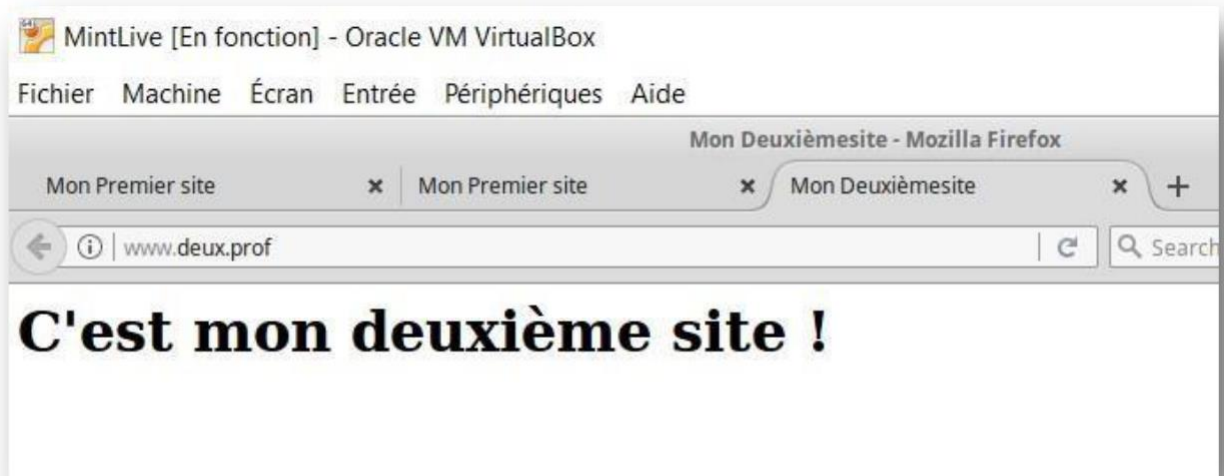 MintLive [En fonction] - Oracle VM VirtualBox
Fichier Machine Écran Entrée Périphériques Aide
Mon Deuxièmesite - Mozilla Firefox
Mon Premier site Mon Premier site Mon Deuxièmesite
www.deux.prof Search
C'est mon deuxième site !